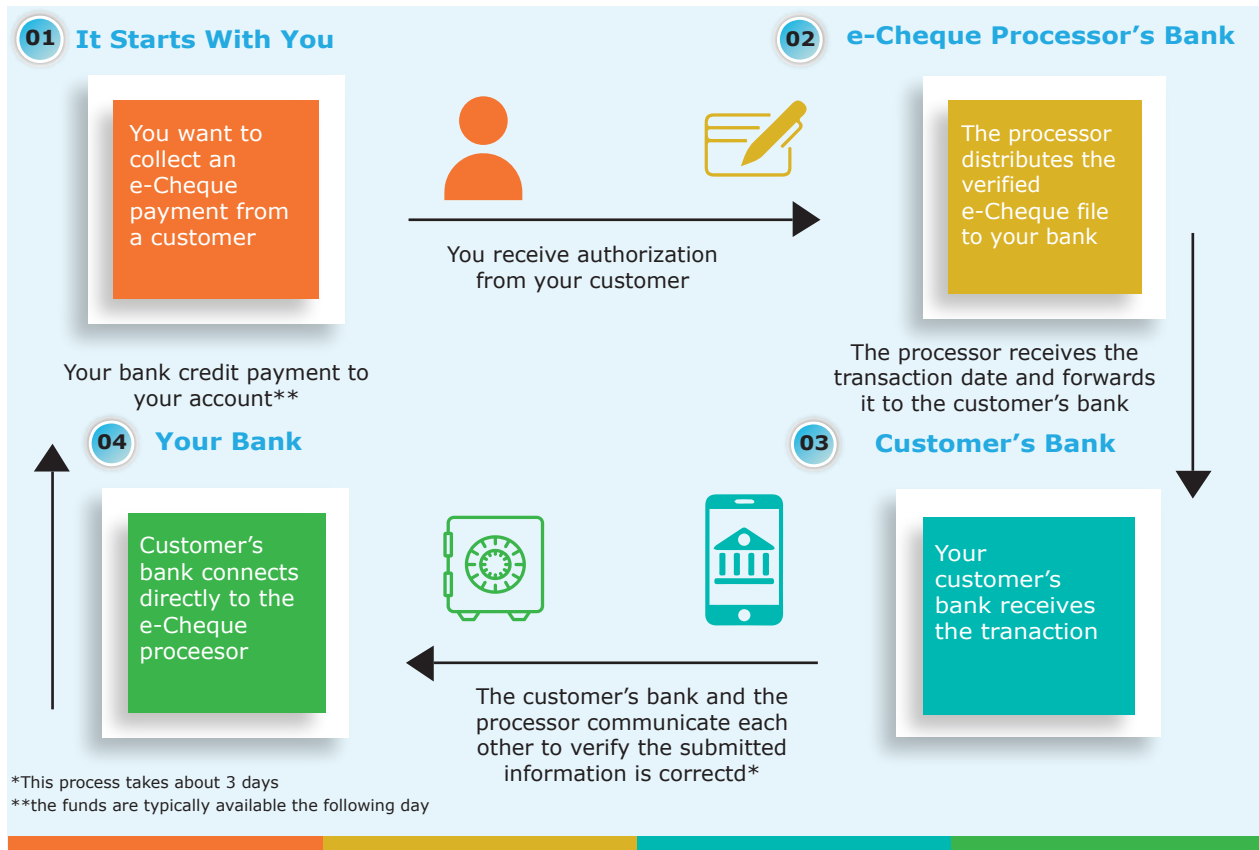 01 It Starts With You
You want to
collect an
e-Cheque
payment from
a customer
You receive authorization
from your customer
02 e-Cheque Processor's Bank
The processor
distributes the
verified
e-Cheque file
to your bank
The processor receives the
transaction date and forwards
it to the customer's bank
03 Customer's Bank
Your
customer's
bank receives
the tranaction
The customer's bank and the
processor communicate each
other to verify the submitted
information is correctd*
Your bank credit payment to
your account**
04 Your Bank
Customer's
bank connects
directly to the
e-Cheque
proceesor
*This process takes about 3 days
**the funds are typically available the following day